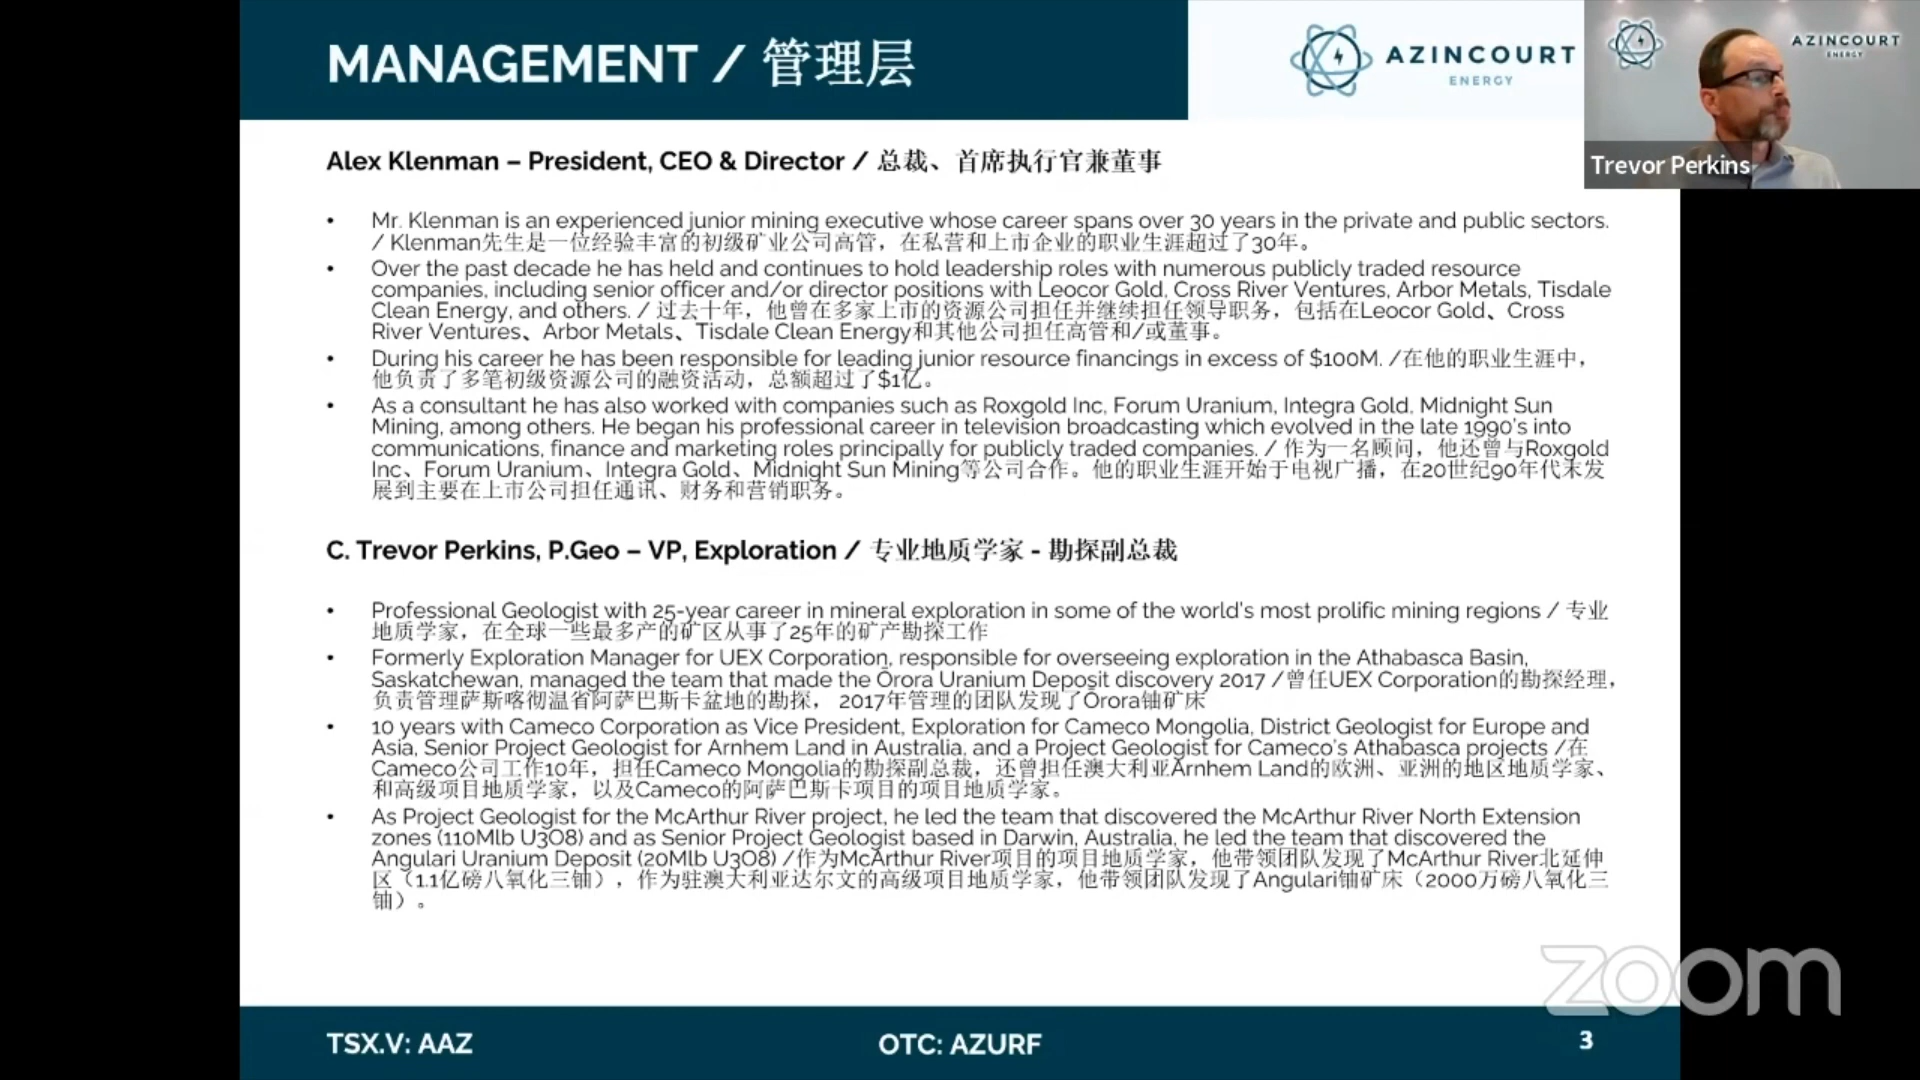 MANAGEMENT / 管理层
AZINCOURT
ENERGY
AZINCOURT
ENERGY
Trevor Perkins
Alex Klenman – President, CEO & Director / 总裁、首席执行官兼董事
• Mr. Klenman is an experienced junior mining executive whose career spans over 30 years in the private and public sectors.
/ Klenman先生是一位经验丰富的初级矿业公司高管，在私营和上市企业的职业生涯超过了30年。
• Over the past decade he has held and continues to hold leadership roles with numerous publicly traded resource
companies, including senior officer and/or director positions with Leocor Gold, Cross River Ventures, Arbor Metals, Tisdale
Clean Energy, and others. / 过去十年，他曾在多家上市的资源公司担任并继续担任领导职务，包括在Leocor Gold、Cross
River Ventures、Arbor Metals、Tisdale Clean Energy和其他公司担任高管和/或董事。
• During his career he has been responsible for leading junior resource financings in excess of $100M. /在他的职业生涯中，
他负责了多笔初级资源公司的融资活动，总额超过了$1亿。
• As a consultant he has also worked with companies such as Roxgold Inc, Forum Uranium, Integra Gold, Midnight Sun
Mining, among others. He began his professional career in television broadcasting which evolved in the late 1990's into
communications, finance and marketing roles principally for publicly traded companies. / 作为一名顾问，他还曾与Roxgold
Inc、Forum Uranium、Integra Gold、Midnight Sun Mining等公司合作。他的职业生涯开始于电视广播，在20世纪90年代末发
展到主要在上市公司担任通讯、财务和营销职务。
C. Trevor Perkins, P.Geo – VP, Exploration / 专业地质学家 - 勘探副总裁
• Professional Geologist with 25-year career in mineral exploration in some of the world's most prolific mining regions / 专业
地质学家，在全球一些最多产的矿区从事了25年的矿产勘探工作
• Formerly Exploration Manager for UEX Corporation, responsible for overseeing exploration in the Athabasca Basin,
Saskatchewan, managed the team that made the Ōrora Uranium Deposit discovery 2017 /曾任UEX Corporation的勘探经理，
负责管理萨斯喀彻温省阿萨巴斯卡盆地的勘探， 2017年管理的团队发现了Ōrora铀矿床
• 10 years with Cameco Corporation as Vice President, Exploration for Cameco Mongolia, District Geologist for Europe and
Asia, Senior Project Geologist for Arnhem Land in Australia, and a Project Geologist for Cameco's Athabasca projects /在
Cameco公司工作10年，担任Cameco Mongolia的勘探副总裁，还曾担任澳大利亚Arnhem Land的欧洲、亚洲的地区地质学家、
和高级项目地质学家，以及Cameco的阿萨巴斯卡项目的项目地质学家。
• As Project Geologist for the McArthur River project, he led the team that discovered the McArthur River North Extension
zones (110Mlb U3O8) and as Senior Project Geologist based in Darwin, Australia, he led the team that discovered the
Angulari Uranium Deposit (20Mlb U3O8) /作为McArthur River项目的项目地质学家，他带领团队发现了McArthur River北延伸
区（1.1亿磅八氧化三铀），作为驻澳大利亚达尔文的高级项目地质学家，他带领团队发现了Angulari铀矿床（2000万磅八氧化三
铀）。
zoom
TSX.V: AAZ
OTC: AZURF
3